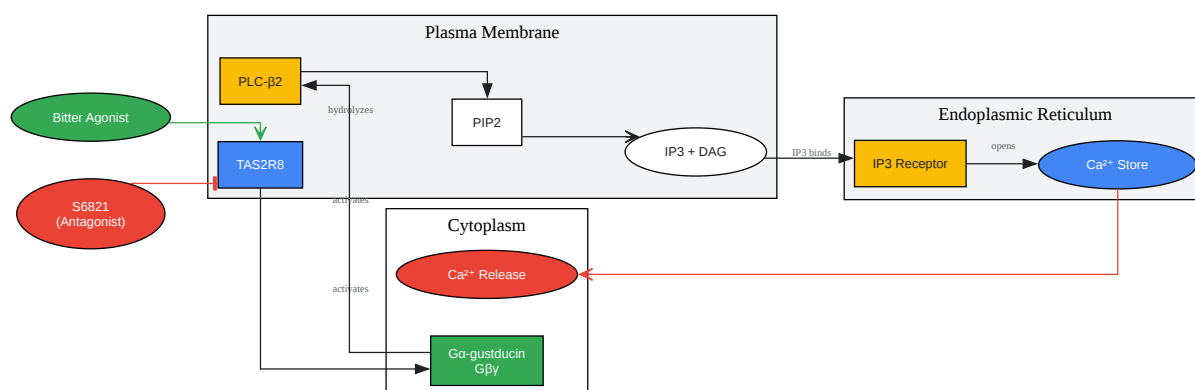 Plasma Membrane
PLC-β2
hydrolyzes
Bitter Agonist
PIP2
Endoplasmic Reticulum
TAS2R8
IP3 + DAG
IP3 binds
IP3 Receptor
opens
Ca²⁺ Store
S6821
(Antagonist)
activates
Cytoplasm
Ca²⁺ Release
activates
Gα-gustducin
Gβγ